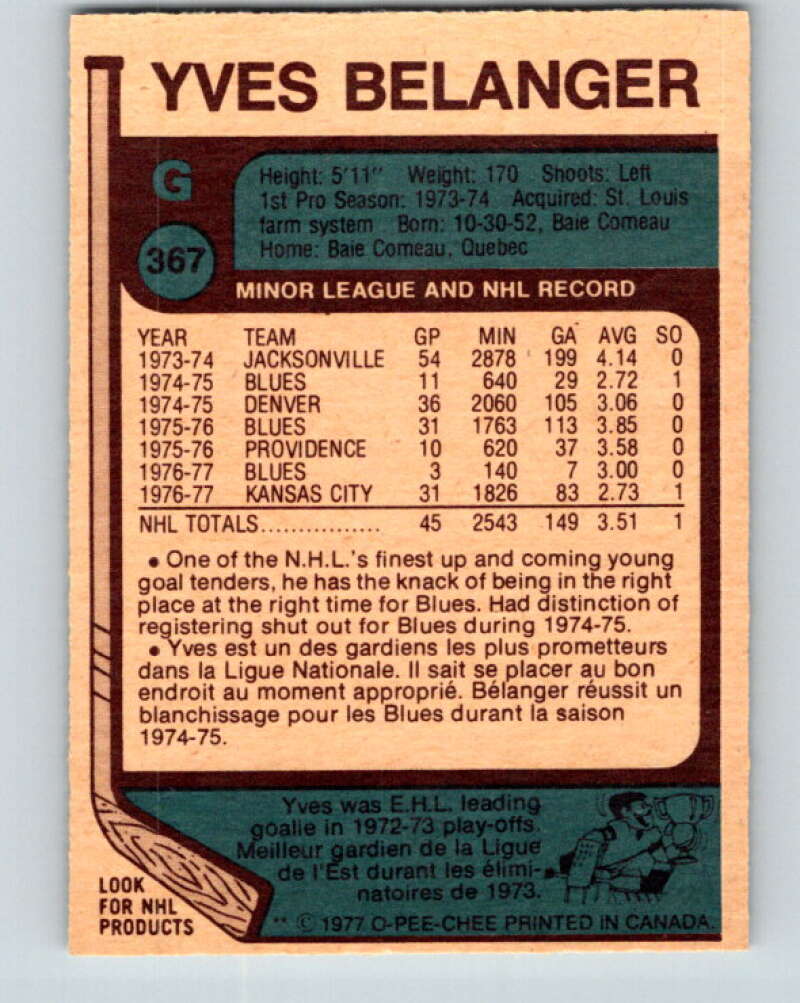 YVES BELANGER
G
367
Height: 5'11" Weight: 170 Shoots: Left
1st Pro Season: 1973-74 Acquired: St. Louis
farm system Born: 10-30-52, Baie Comeau
Home: Baie Comeau, Quebec
MINOR LEAGUE AND NHL RECORD
YEAR TEAM GP MIN GA AVG SO
1973-74 JACKSONVILLE 54 2878 199 4.14 0
1974-75 BLUES 11 640 29 2.72 1
1974-75 DENVER 36 2060 105 3.06 0
1975-76 BLUES 31 1763 113 3.85 0
1975-76 PROVIDENCE 10 620 37 3.58 0
1976-77 BLUES 3 140 7 3.00 0
1976-77 KANSAS CITY 31 1826 83 2.73 1
NHL TOTALS................ 45 2543 149 3.51 1
• One of the N.H.L.'s finest up and coming young
goal tenders, he has the knack of being in the right
place at the right time for Blues. Had distinction of
registering shut out for Blues during 1974-75.
• Yves est un des gardiens les plus prometteurs
dans la Ligue Nationale. Il sait se placer au bon
endroit au moment approprié. Bélanger réussit un
blanchissage pour les Blues durant la saison
1974-75.
Yves was E.H.L. leading
goalie in 1972-73 play-offs.
Meilleur gardien de la Ligue
de l'Est durant les élimi-
natoires de 1973.
LOOK
FOR NHL
PRODUCTS
** © 1977 O-PEE-CHEE PRINTED IN CANADA.